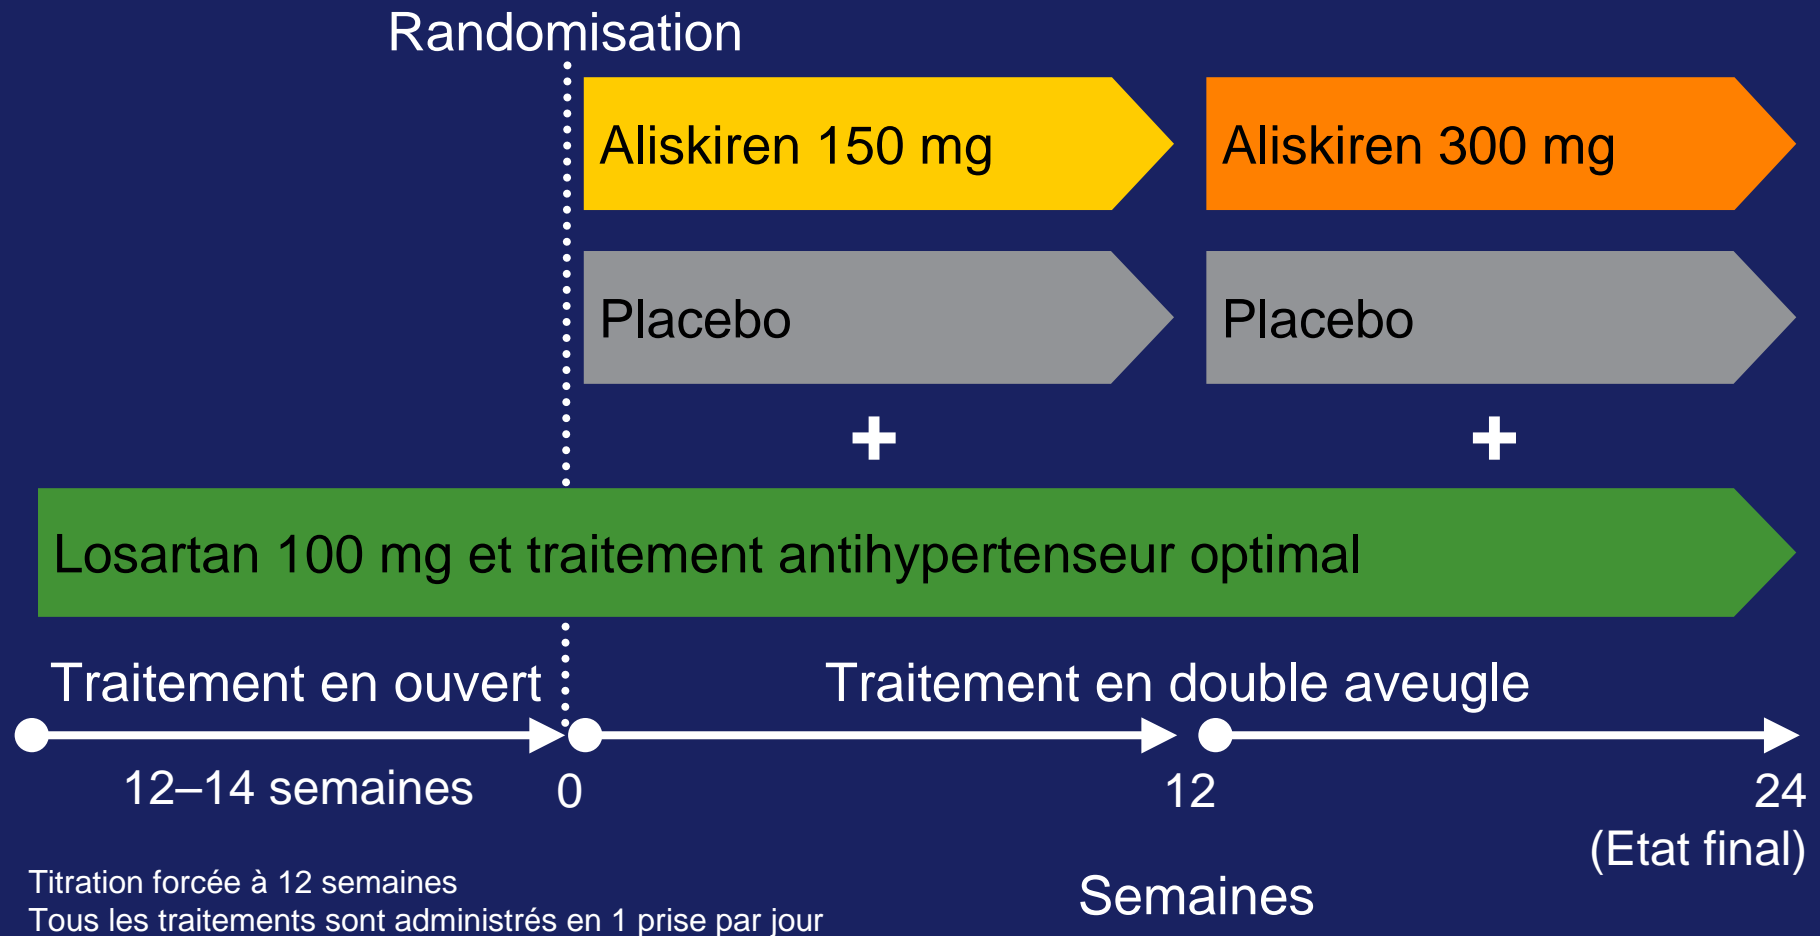 Randomisation
Aliskiren 150 mg
Aliskiren 300 mg
Placebo
Placebo
+
+
Losartan 100 mg et traitement antihypertenseur optimal
Traitement en ouvert
Traitement en double aveugle
12–14 semaines
0
12
24
(Etat final)
Semaines
Titration forcée à 12 semaines
Tous les traitements sont administrés en 1 prise par jour